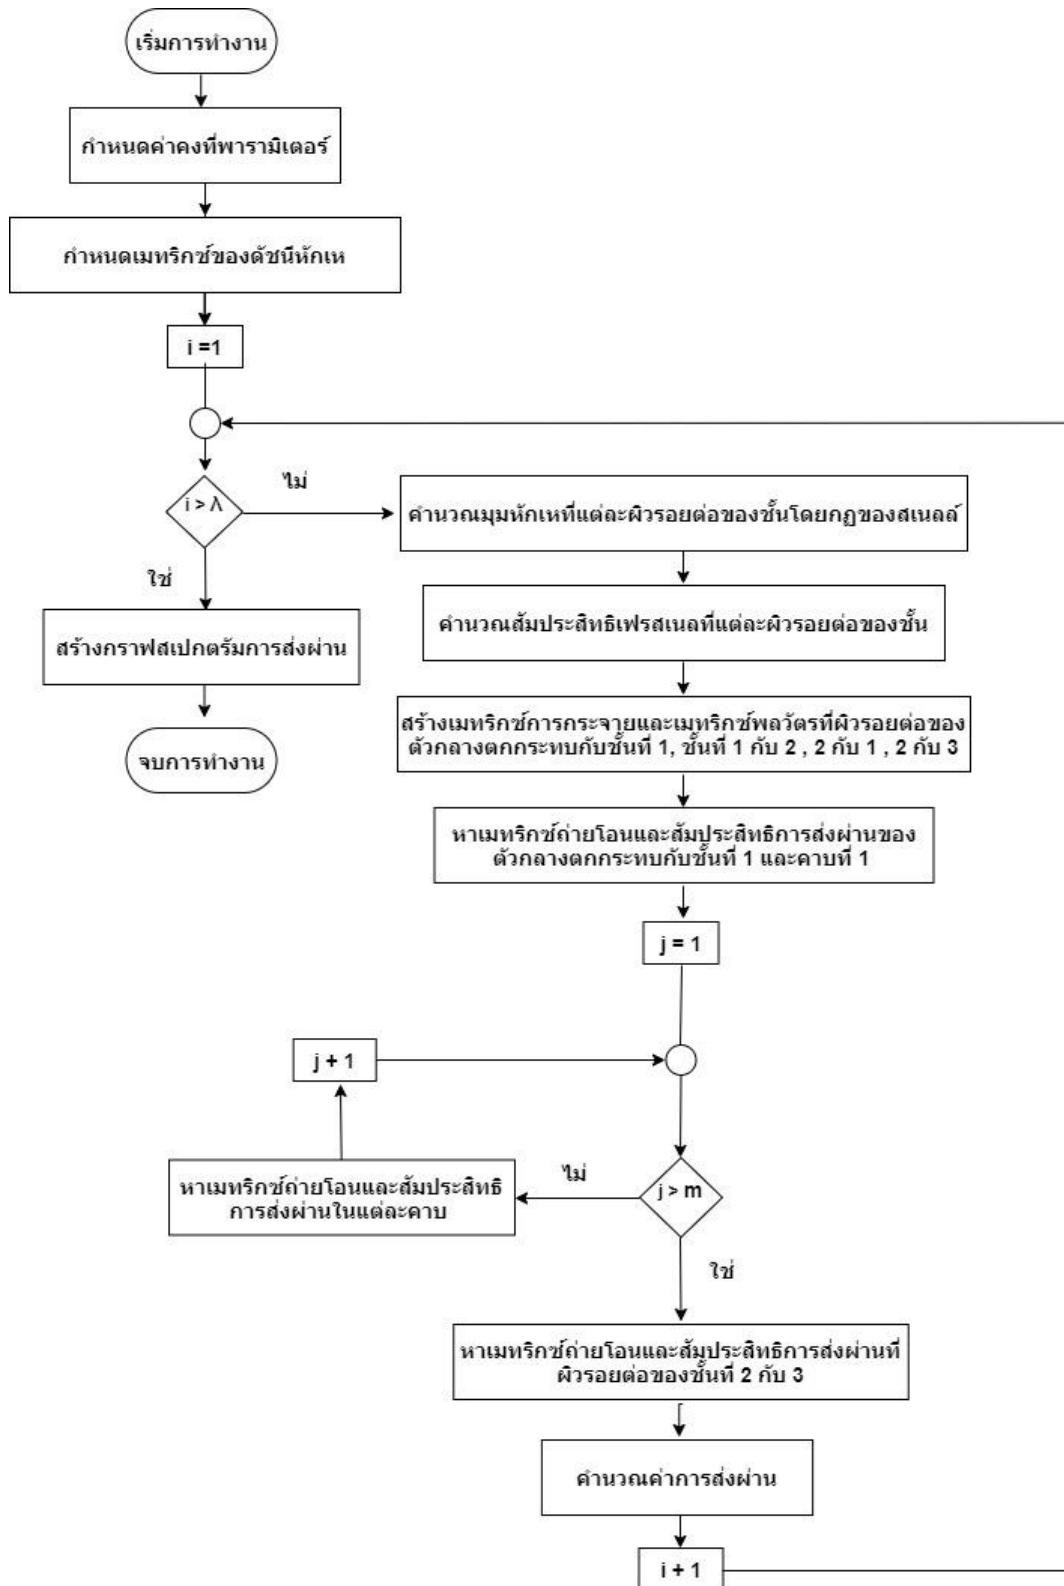 เริ่มการทำงาน
กำหนดค่าคงที่พารามิเตอร์
กำหนดเมทริกซ์ของดัชนีหักเห
i =1
i > Λ
ไม่
ใช่
สร้างกราฟสเปกตรัมการส่งผ่าน
จบการทำงาน
คำนวณมุมหักเหที่แต่ละผิวรอยต่อของชั้นโดยกฏของสเนลล์
คำนวณสัมประสิทธิเฟรสเนลที่แต่ละผิวรอยต่อของชั้น
สร้างเมทริกซ์การกระจายและเมทริกซ์พลวัตรที่ผิวรอยต่อของ
ตัวกลางตกกระทบกับชั้นที่ 1, ชั้นที่ 1 กับ 2 , 2 กับ 1 , 2 กับ 3
หาเมทริกซ์ถ่ายโอนและสัมประสิทธิการส่งผ่านของ
ตัวกลางตกกระทบกับชั้นที่ 1 และคาบที่ 1
j = 1
j + 1
j > m
ไม่
หาเมทริกซ์ถ่ายโอนและสัมประสิทธิ
การส่งผ่านในแต่ละคาบ
ใช่
หาเมทริกซ์ถ่ายโอนและสัมประสิทธิการส่งผ่านที่
ผิวรอยต่อของชั้นที่ 2 กับ 3
คำนวณค่าการส่งผ่าน
i + 1